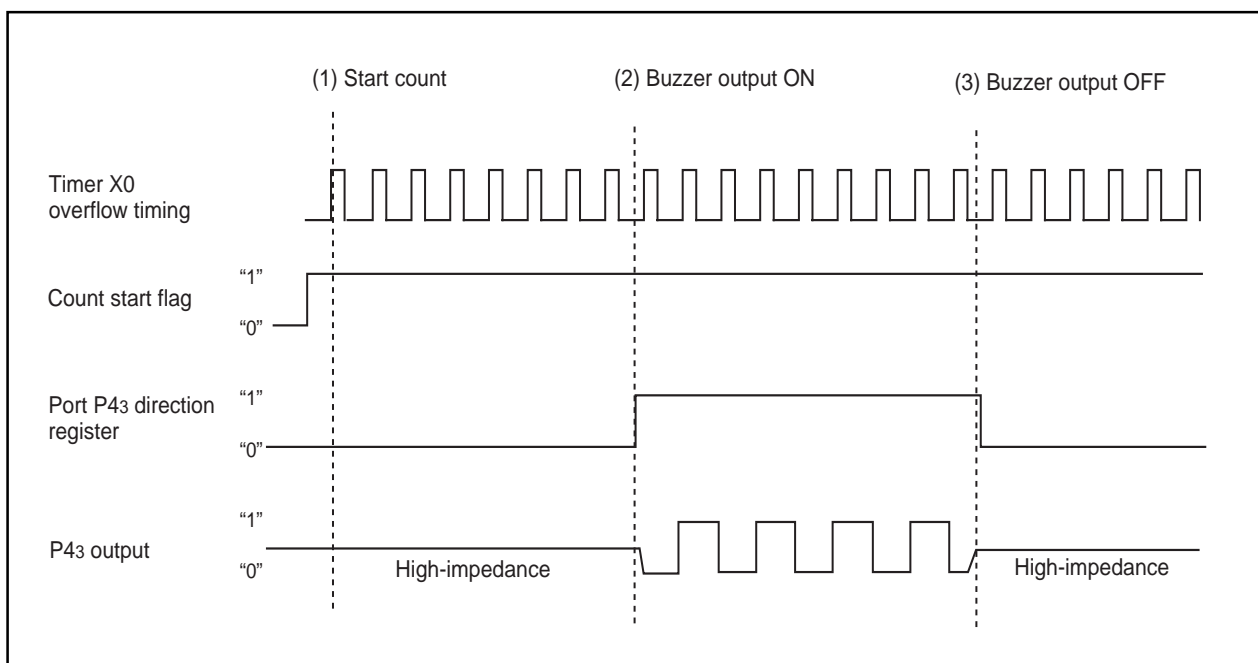 (1) Start count
(2) Buzzer output ON
(3) Buzzer output OFF
Timer X0
overflow timing
“1”
Count start flag
“0”
“1”
Port P43 direction
register
“0”
“1”
P43 output
“0”
High-impedance
High-impedance